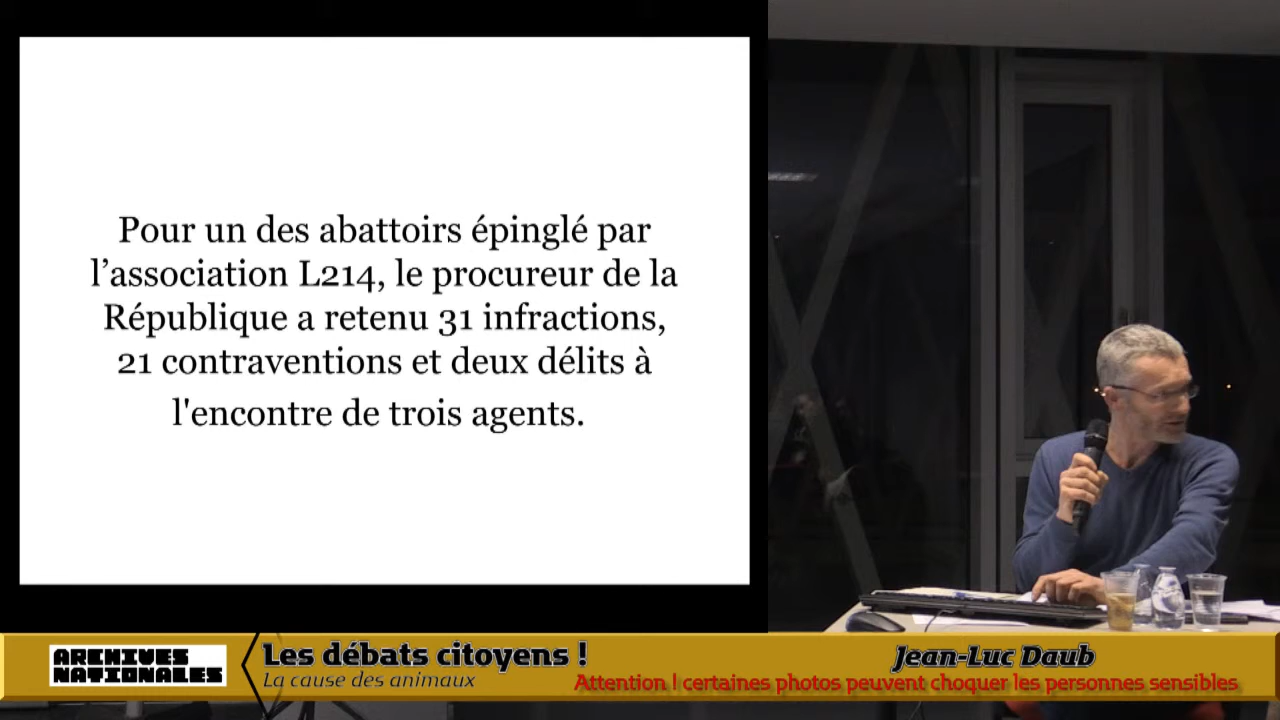 Pour un des abattoirs épinglé par
l’association L214, le procureur de la
République a retenu 31 infractions,
21 contraventions et deux délits à
l'encontre de trois agents.
ARCHIVES
NATIONALES
Les débats citoyens !
La cause des animaux
Jean-Luc Daub
Attention ! certaines photos peuvent choquer les personnes sensibles